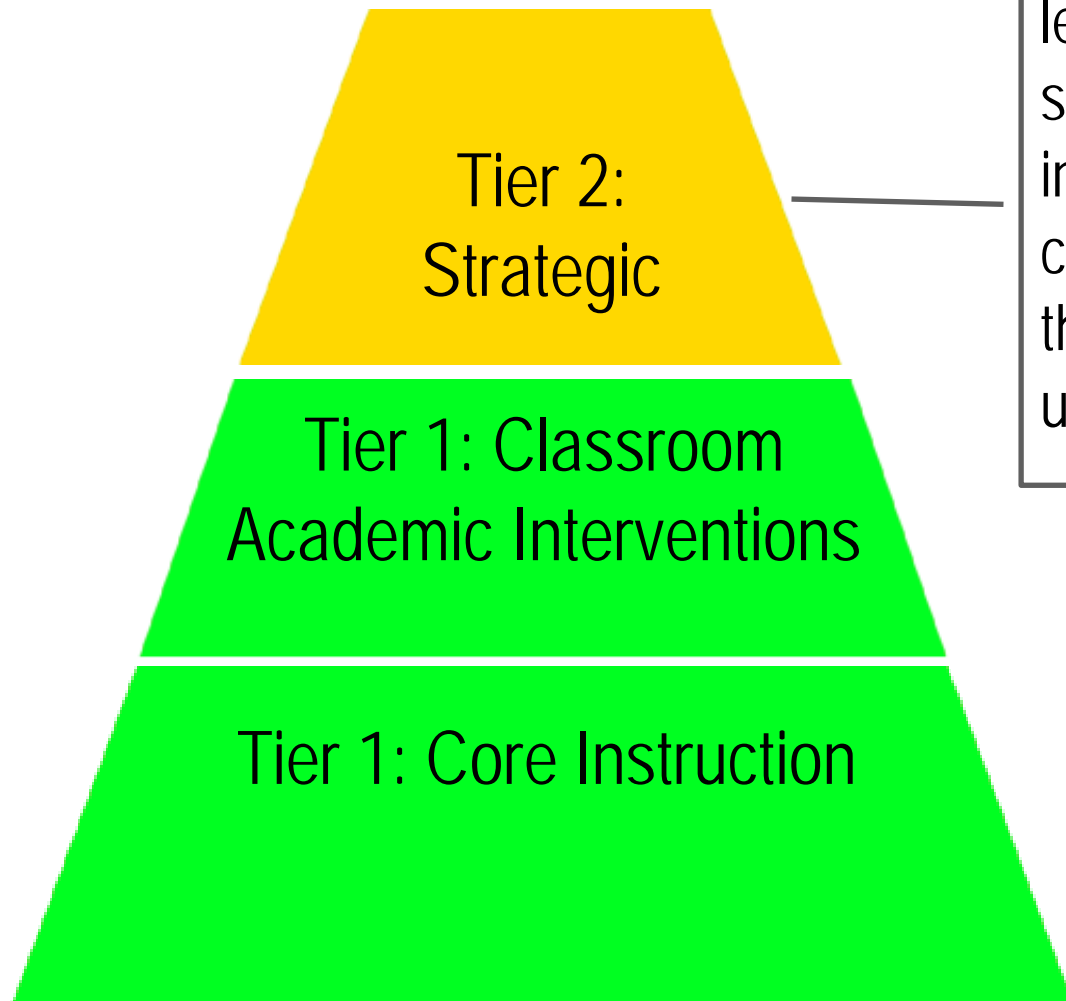 Tier 2:
Strategic
Tier 1: Classroom
Academic Interventions
Tier 1: Core Instruction